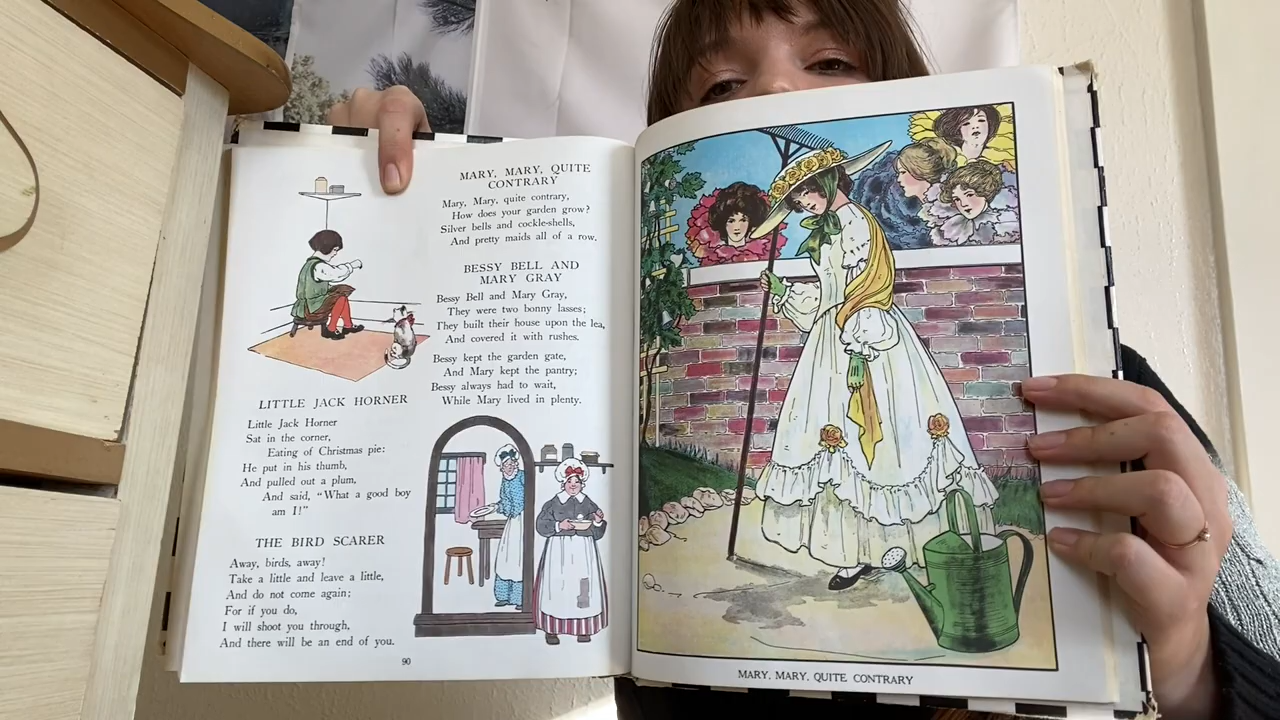 LITTLE JACK HORNER
Little Jack Horner
Sat in the corner,
Eating of Christmas pie:
He put in his thumb,
And pulled out a plum,
And said, “What a good boy
am I!”
THE BIRD SCARER
Away, birds, away!
Take a little and leave a little,
And do not come again;
For if you do,
I will shoot you through,
And there will be an end of you.
MARY, MARY, QUITE
CONTRARY
Mary, Mary, quite contrary,
How does your garden grow?
Silver bells and cockle-shells,
And pretty maids all of a row.
BESSY BELL AND
MARY GRAY
Bessy Bell and Mary Gray,
They were two bonny lasses;
They built their house upon the lea,
And covered it with rushes.
Bessy kept the garden gate,
And Mary kept the pantry;
Bessy always had to wait,
While Mary lived in plenty.
90
MARY, MARY, QUITE CONTRARY